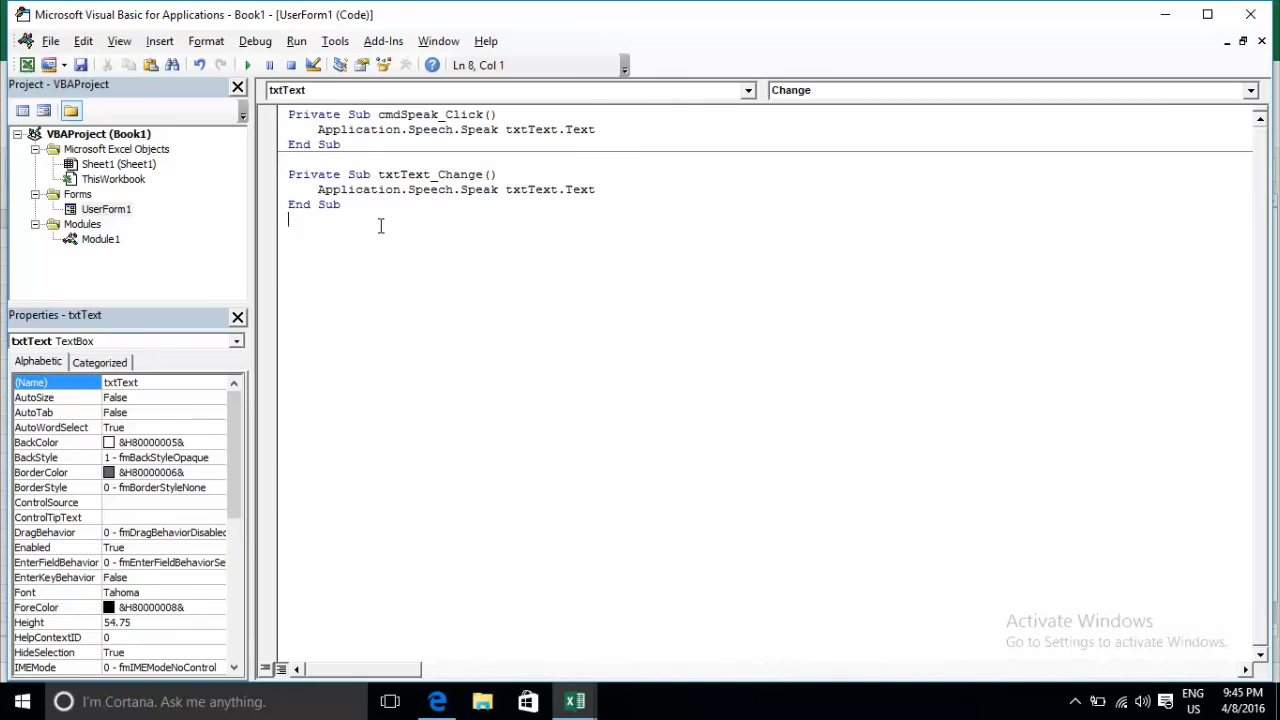 Microsoft Visual Basic for Applications - Book1 - [UserForm1 (Code)]
File Edit View Insert Format Debug Run Tools Add-Ins Window Help
Ln 8, Col 1
Project - VBAProject
txtText
Change
VBAProject (Book1)
Microsoft Excel Objects
Sheet1 (Sheet1)
ThisWorkbook
Forms
UserForm1
Modules
Module1
Private Sub cmdSpeak_Click()
Application.Speech.Speak txtText.Text
End Sub
Private Sub txtText_Change()
Application.Speech.Speak txtText.Text
End Sub
Properties - txtText
txtText TextBox
Alphabetic Categorized
(Name) txtText
AutoSize False
AutoTab False
AutoWordSelect True
BackColor &H80000005&
BackStyle 1 - fmBackStyleOpaque
BorderColor &H80000006&
BorderStyle 0 - fmBorderStyleNone
ControlSource
ControlTipText
DragBehavior 0 - fmDragBehaviorDisabled
Enabled True
EnterFieldBehavior 0 - fmEnterFieldBehaviorSe
EnterKeyBehavior False
Font Tahoma
ForeColor &H80000008&
Height 54.75
HelpContextID 0
HideSelection True
IMEMode 0 - fmIMEModeNoControl
Activate Windows
Go to Settings to activate Windows.
I'm Cortana. Ask me anything.
ENG
US
9:45 PM
4/8/2016